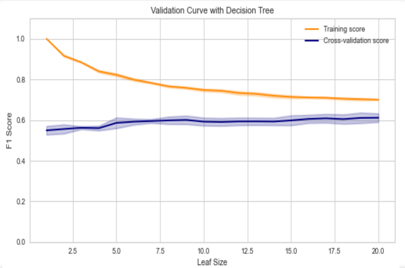 Validation Curve with Decision Tree
Training score
Cross-validation score
F1 Score
1.0
0.8
0.6
0.4
0.2
0.0
2.5 5.0 7.5 10.0 12.5 15.0 17.5 20.0
Leaf Size